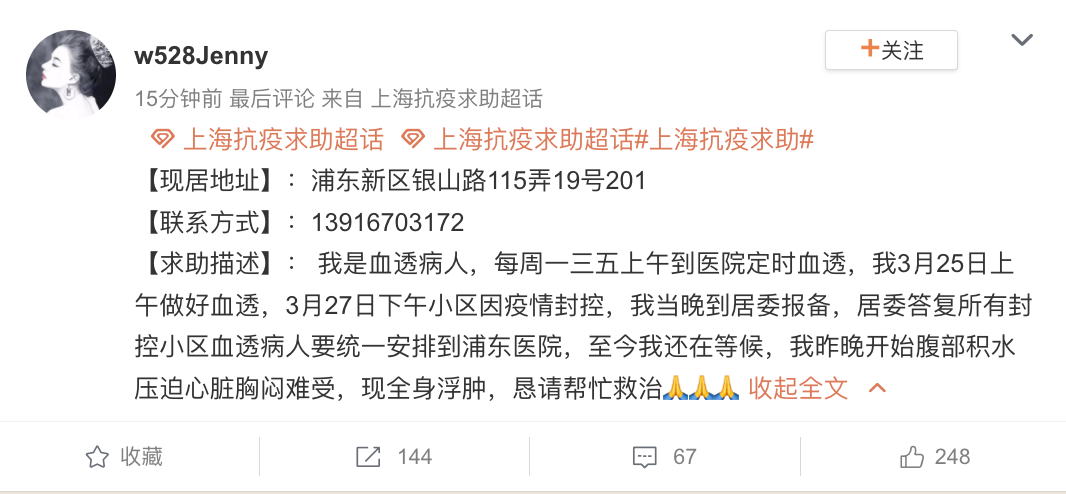 w528Jenny
+关注
15分钟前 最后评论 来自 上海抗疫求助超话
上海抗疫求助超话 上海抗疫求助超话#上海抗疫求助#
【现居地址】：浦东新区银山路115弄19号201
【联系方式】：13916703172
【求助描述】： 我是血透病人，每周一三五上午到医院定时血透，我3月25日上
午做好血透，3月27日下午小区因疫情封控，我当晚到居委报备，居委答复所有封
控小区血透病人要统一安排到浦东医院，至今我还在等候，我昨晚开始腹部积水
压迫心脏胸闷难受，现全身浮肿，恳请帮忙救治🙏🙏🙏 收起全文
收藏 144 67 248